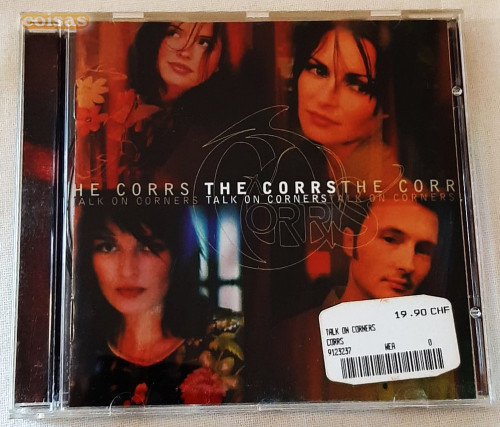 coisas
HE CORRS THE CORRS THE CORR
TALK ON CORNERS TALK ON CORNERS TALK ON CORNERS
CORRS
19.90 CHF
TALK ON CORNERS
CORRS
9123237 WEA 0